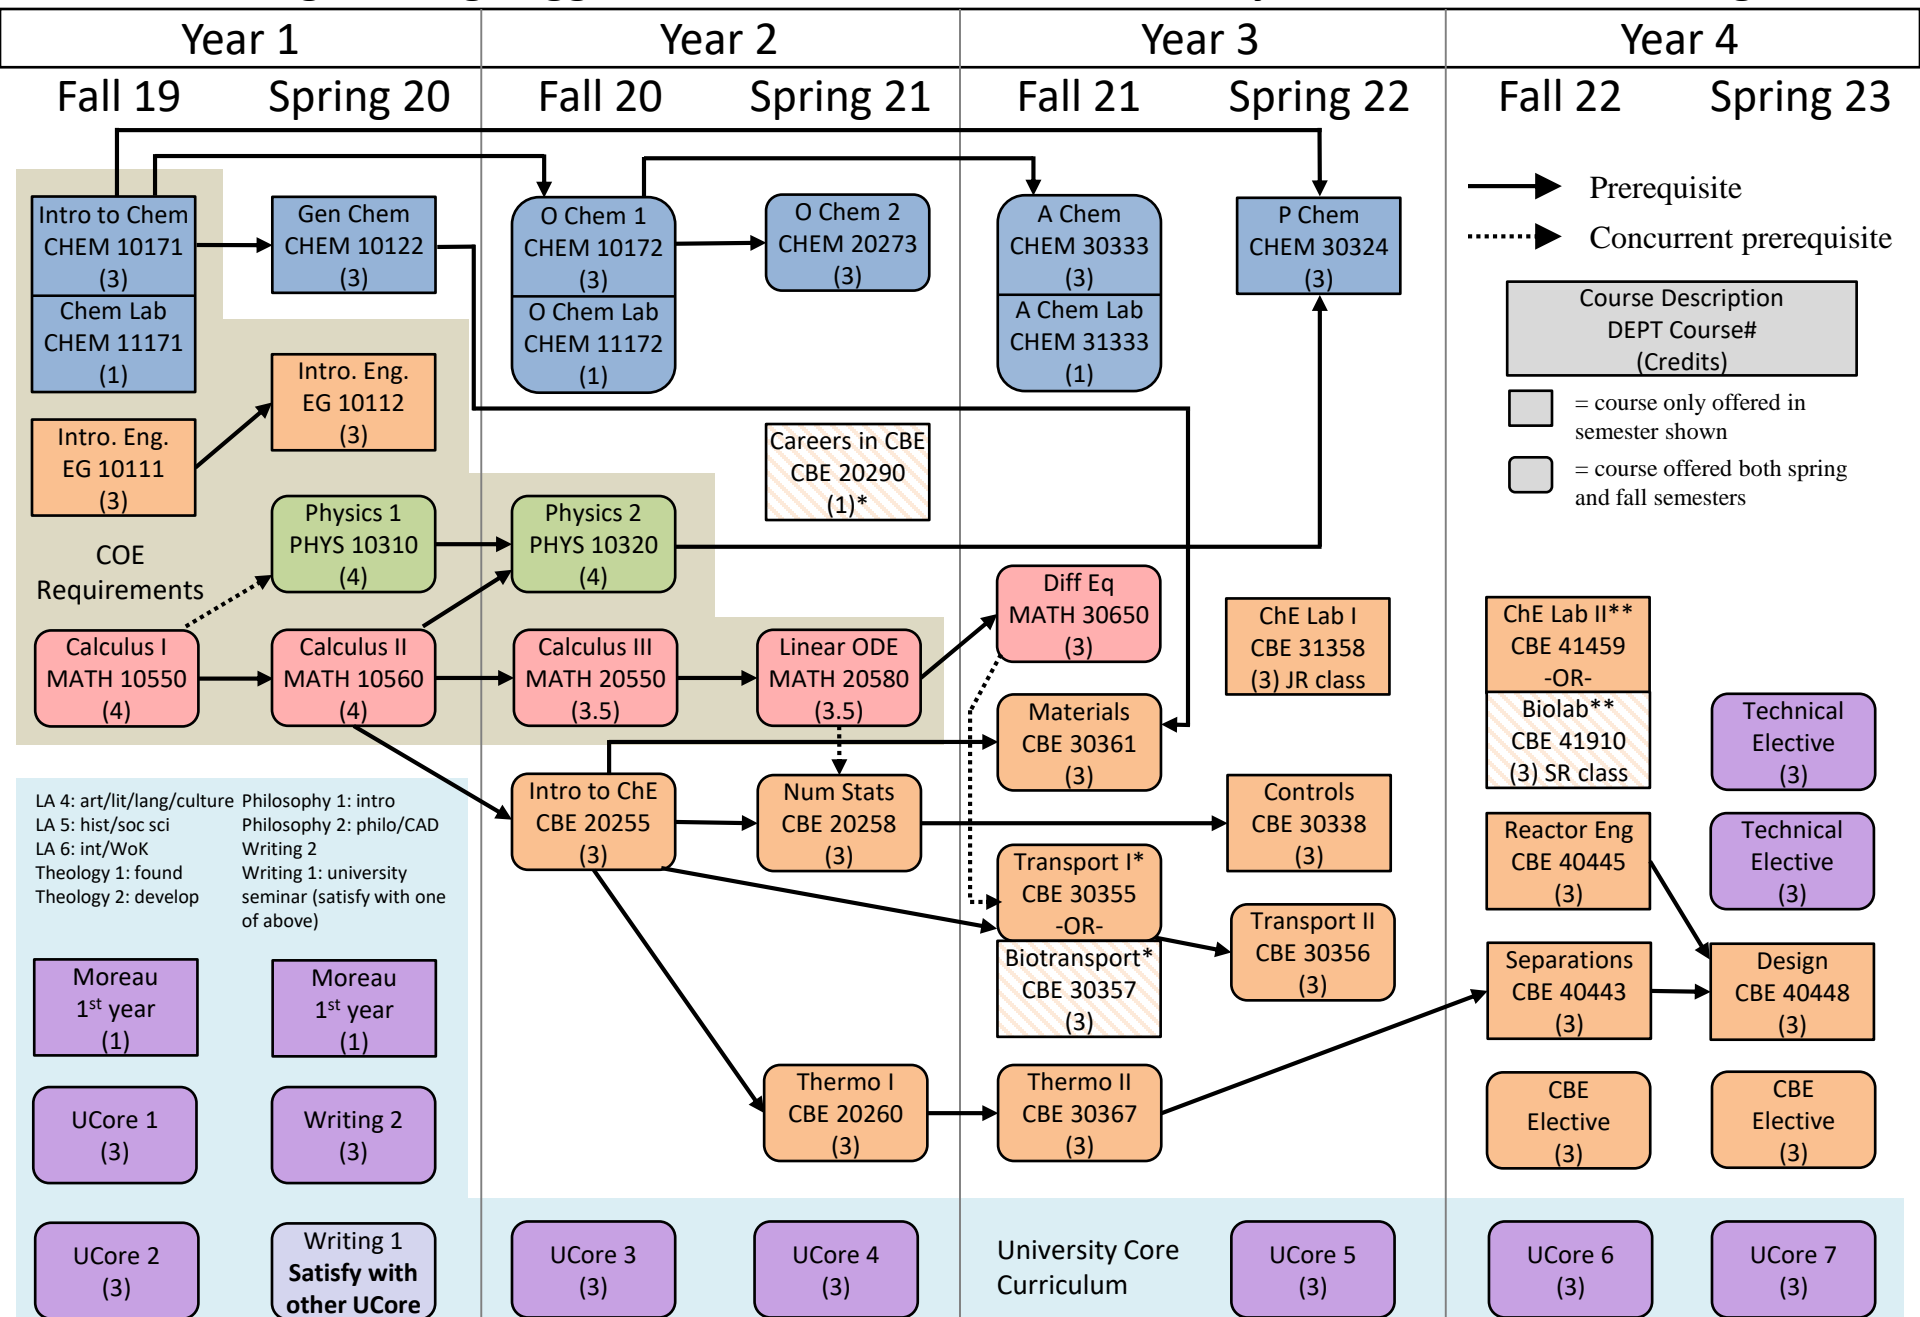 Year 1
Year 2
Year 3
Year 4
Fall 19
Spring 20
Fall 20
Spring 21
Fall 21
Spring 22
Fall 22
Spring 23
Intro to Chem
CHEM 10171
(3)
Chem Lab
CHEM 11171
(1)
Gen Chem
CHEM 10122
(3)
O Chem 1
CHEM 10172
(3)
O Chem Lab
CHEM 11172
(1)
O Chem 2
CHEM 20273
(3)
A Chem
CHEM 30333
(3)
A Chem Lab
CHEM 31333
(1)
P Chem
CHEM 30324
(3)
Prerequisite
Concurrent prerequisite
Course Description
DEPT Course#
(Credits)
= course only offered in
semester shown
= course offered both spring
and fall semesters
Intro. Eng.
EG 10111
(3)
Intro. Eng.
EG 10112
(3)
Careers in CBE
CBE 20290
(1)*
COE
Requirements
Physics 1
PHYS 10310
(4)
Physics 2
PHYS 10320
(4)
Calculus I
MATH 10550
(4)
Calculus II
MATH 10560
(4)
Calculus III
MATH 20550
(3.5)
Linear ODE
MATH 20580
(3.5)
Diff Eq
MATH 30650
(3)
ChE Lab I
CBE 31358
(3) JR class
ChE Lab II**
CBE 41459
-OR-
Biolab**
CBE 41910
(3) SR class
Technical
Elective
(3)
Materials
CBE 30361
(3)
Intro to ChE
CBE 20255
(3)
Num Stats
CBE 20258
(3)
Controls
CBE 30338
(3)
Reactor Eng
CBE 40445
(3)
Technical
Elective
(3)
LA 4: art/lit/lang/culture
LA 5: hist/soc sci
LA 6: int/WoK
Theology 1: found
Theology 2: develop
Philosophy 1: intro
Philosophy 2: philo/CAD
Writing 2
Writing 1: university
seminar (satisfy with one
of above)
Transport I*
CBE 30355
-OR-
Biotransport*
CBE 30357
(3)
Transport II
CBE 30356
(3)
Separations
CBE 40443
(3)
Design
CBE 40448
(3)
Moreau
1st year
(1)
Moreau
1st year
(1)
Thermo I
CBE 20260
(3)
Thermo II
CBE 30367
(3)
CBE
Elective
(3)
CBE
Elective
(3)
UCore 1
(3)
Writing 2
(3)
UCore 2
(3)
Writing 1
Satisfy with
other UCore
UCore 3
(3)
UCore 4
(3)
University Core
Curriculum
UCore 5
(3)
UCore 6
(3)
UCore 7
(3)